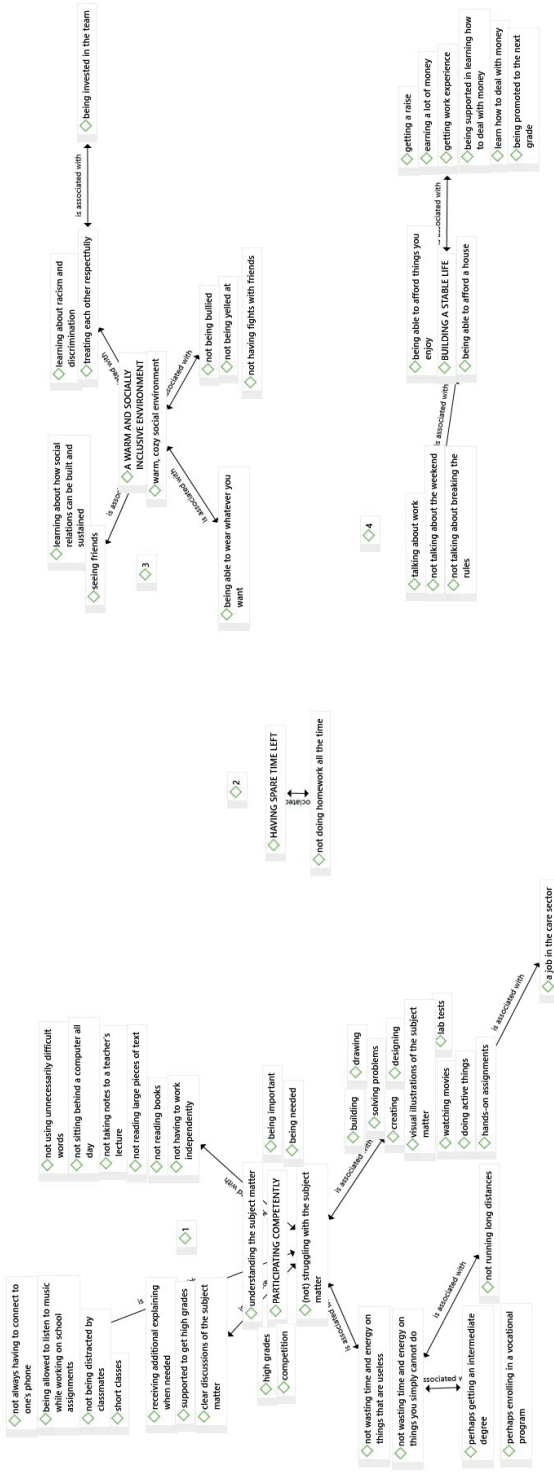 not always having to connect to
one's phone
being allowed to listen to music
while working on school
assignments
not being distracted by
classmates
short classes
receiving additional explaining
when needed
supported to get high grades
clear discussions of the subject
matter
not using unnecessarily difficult
words
not sitting behind a computer all
day
not taking notes to a teacher's
lecture
not reading large pieces of text
not reading books
not having to work
independently
1
understanding the subject matter
PARTICIPATING COMPETENTLY
(not) struggling with the subject
matter
high grades
competition
being important
being needed
is associated with
building
drawing
solving problems
creating
designing
visual illustrations of the subject
matter
lab tests
watching movies
doing active things
hands-on assignments
is associated with
a job in the care sector
not wasting time and energy on
things that are useless
not wasting time and energy on
things you simply cannot do
is associated with
not running long distances
perhaps getting an intermediate
degree
perhaps enrolling in a vocational
program
2
HAVING SPARE TIME LEFT
not doing homework all the time
3
learning about how social
relations can be built and
sustained
seeing friends
learning about racism and
discrimination
treating each other respectfully
is associated with
being invested in the team
A WARM AND SOCIALLY
INCLUSIVE ENVIRONMENT
warm, cozy social environment
is associated with
being able to wear whatever you
want
not being bullied
not being yelled at
not having fights with friends
4
talking about work
not talking about the weekend
not talking about breaking the
rules
is associated with
being able to afford things you
enjoy
BUILDING A STABLE LIFE
being able to afford a house
getting a raise
earning a lot of money
getting work experience
being supported in learning how
to deal with money
learn how to deal with money
being promoted to the next
grade